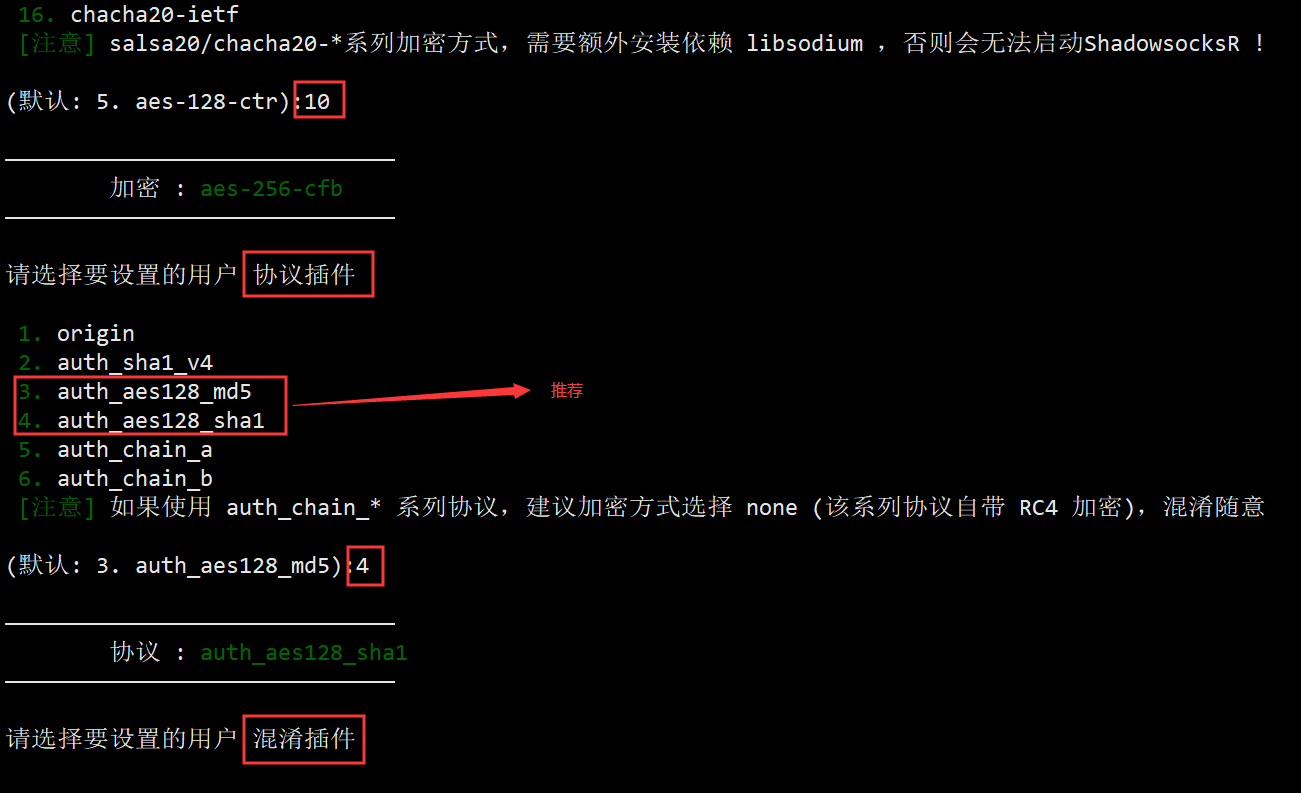 16. chacha20-ietf
[注意] salsa20/chacha20-*系列加密方式，需要额外安装依赖 libsodium ，否则会无法启动ShadowsocksR !
(默认: 5. aes-128-ctr):10
加密 : aes-256-cfb
请选择要设置的用户 协议插件
1. origin
2. auth_sha1_v4
3. auth_aes128_md5
推荐
4. auth_aes128_sha1
5. auth_chain_a
6. auth_chain_b
[注意] 如果使用 auth_chain_* 系列协议，建议加密方式选择 none (该系列协议自带 RC4 加密)，混淆随意
(默认: 3. auth_aes128_md5):4
协议 : auth_aes128_sha1
请选择要设置的用户 混淆插件